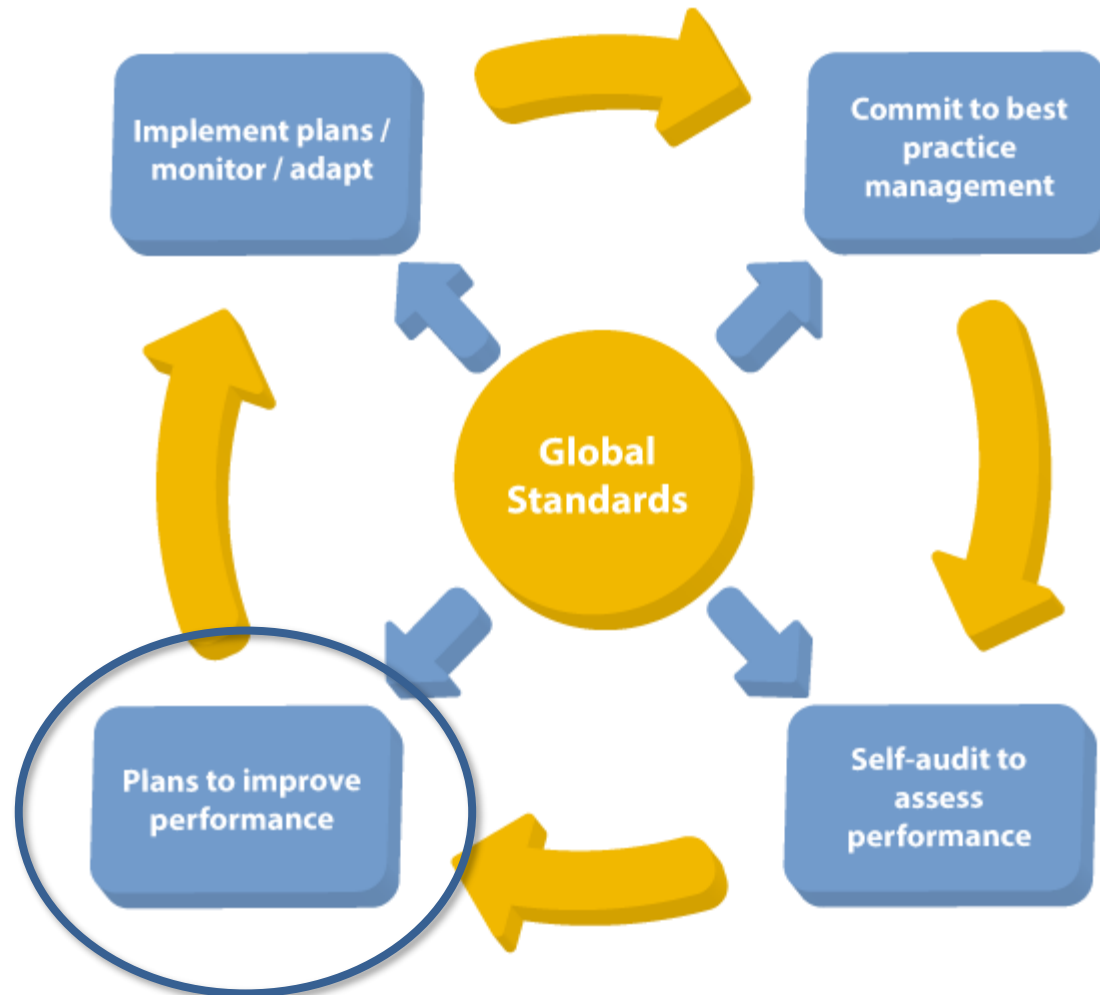 Implement plans /
monitor / adapt
Commit to best
practice
management
Global
Standards
Plans to improve
performance
Self-audit to
assess
performance